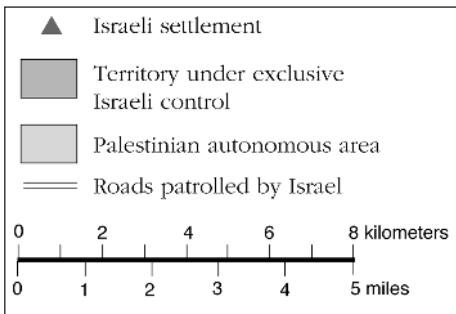 Israeli settlement
Territory under exclusive
Israeli control
Palestinian autonomous area
Roads patrolled by Israel
0 2 4 6 8 kilometers
0 1 2 3 4 5 miles